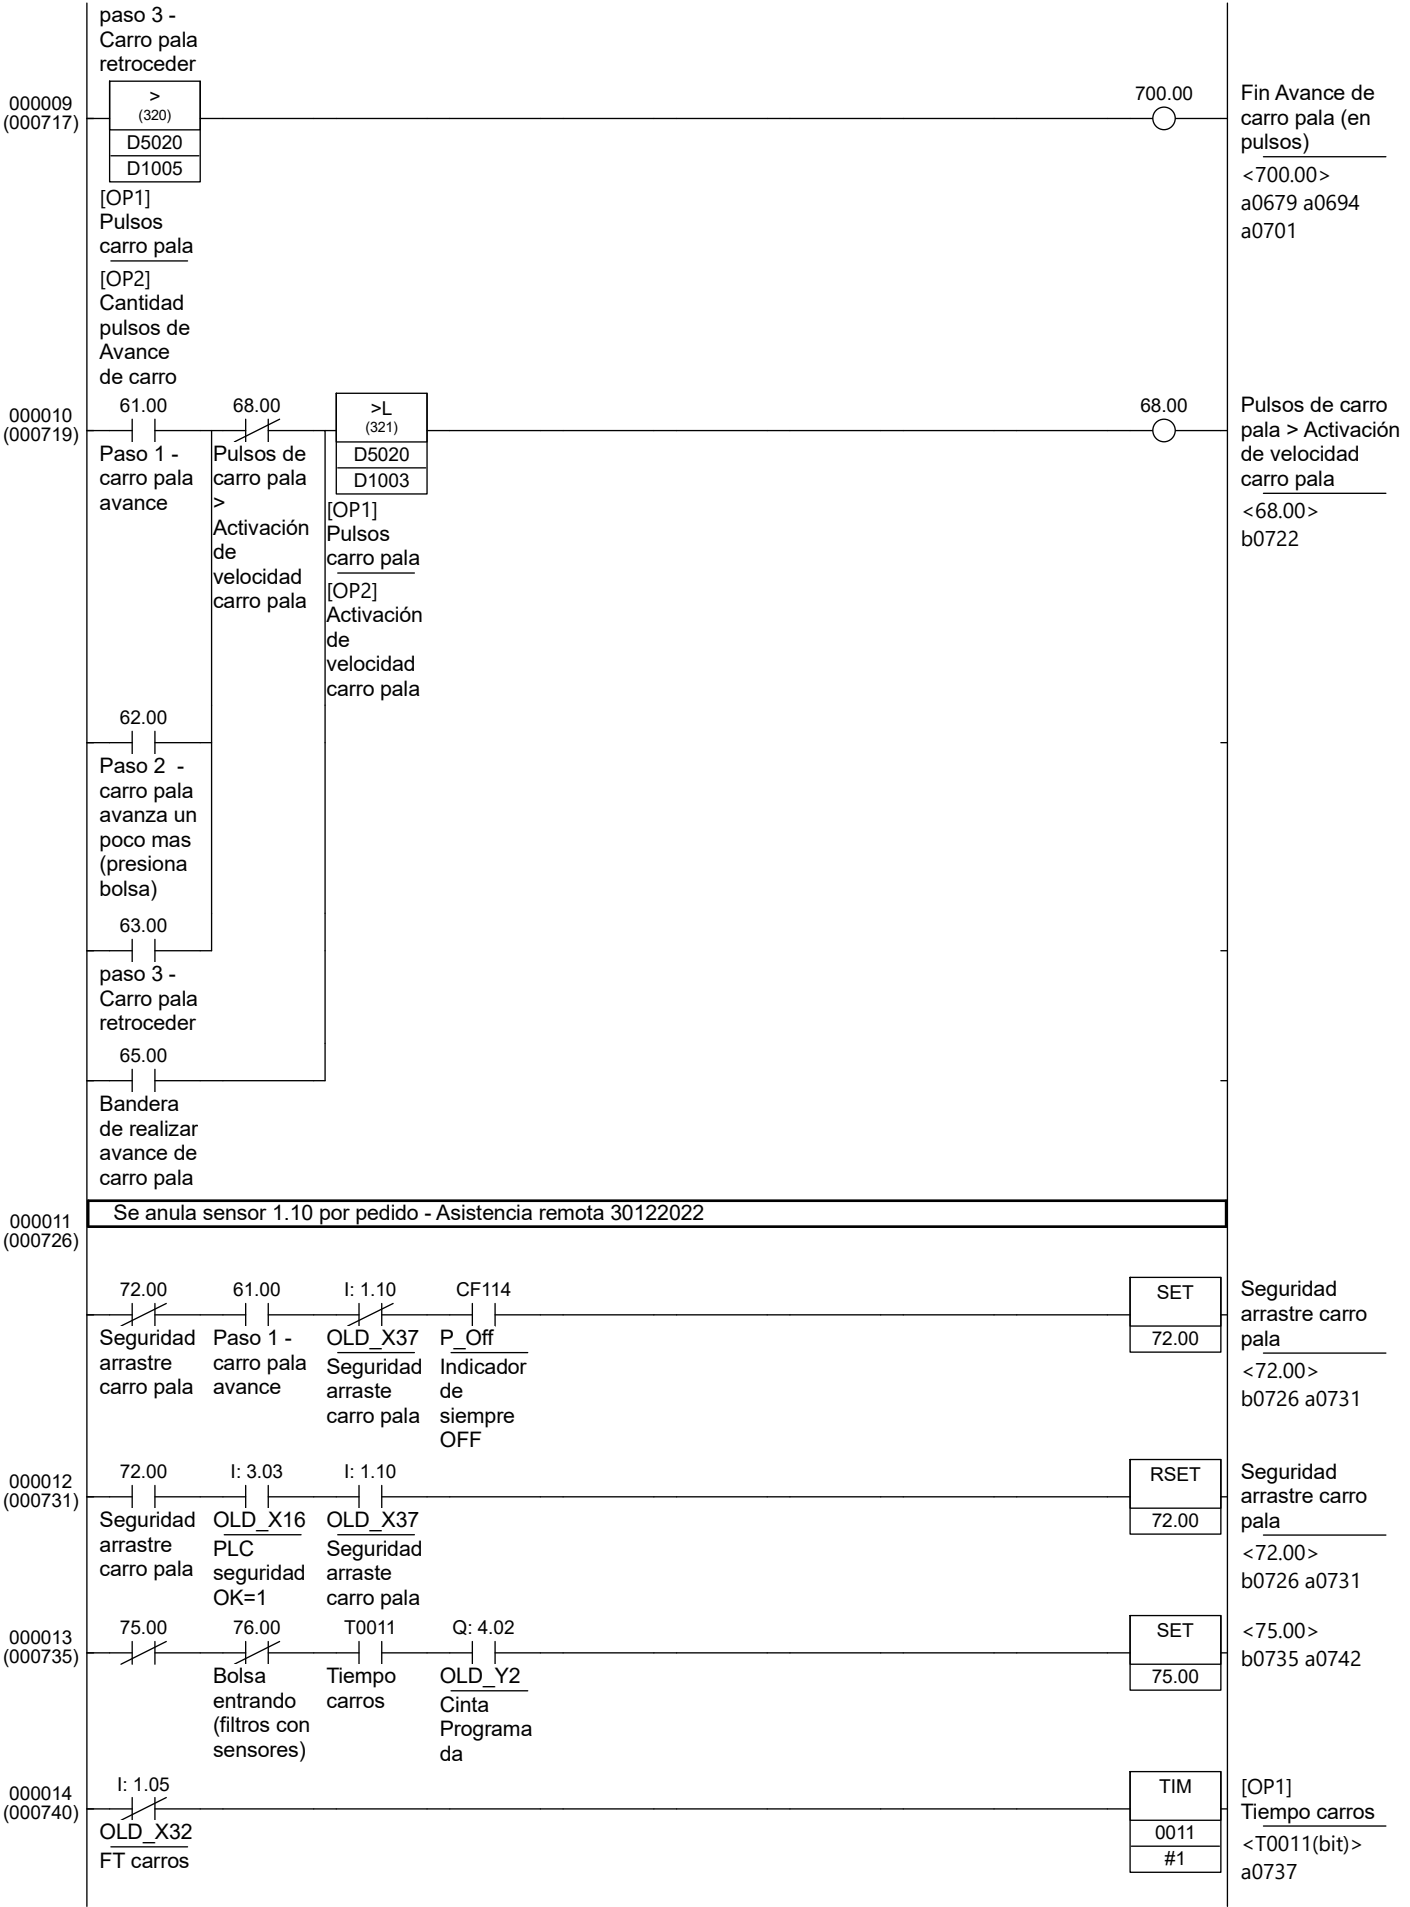 paso 3 -
Carro pala
retroceder
000009
(000717)
>
(320)
D5020
D1005
[OP1]
Pulsos
carro pala
[OP2]
Cantidad
pulsos de
Avance
de carro
700.00
Fin Avance de
carro pala (en
pulsos)
<700.00>
a0679 a0694
a0701
000010
(000719)
61.00
Paso 1 -
carro pala
avance
68.00
Pulsos de
carro pala
>
Activación
de
velocidad
carro pala
>L
(321)
D5020
D1003
[OP1]
Pulsos
carro pala
[OP2]
Activación
de
velocidad
carro pala
68.00
Pulsos de carro
pala > Activación
de velocidad
carro pala
<68.00>
b0722
62.00
Paso 2 -
carro pala
avanza un
poco mas
(presiona
bolsa)
63.00
paso 3 -
Carro pala
retroceder
65.00
Bandera
de realizar
avance de
carro pala
000011
(000726)
Se anula sensor 1.10 por pedido - Asistencia remota 30122022
72.00
Seguridad
arrastre
carro pala
61.00
Paso 1 -
carro pala
avance
I: 1.10
OLD_X37
Seguridad
arraste
carro pala
CF114
P_Off
Indicador
de
siempre
OFF
SET
72.00
Seguridad
arrastre carro
pala
<72.00>
b0726 a0731
000012
(000731)
72.00
Seguridad
arrastre
carro pala
I: 3.03
OLD_X16
PLC
seguridad
OK=1
I: 1.10
OLD_X37
Seguridad
arraste
carro pala
RSET
72.00
Seguridad
arrastre carro
pala
<72.00>
b0726 a0731
000013
(000735)
75.00
76.00
Bolsa
entrando
(filtros con
sensores)
T0011
Tiempo
carros
Q: 4.02
OLD_Y2
Cinta
Programa
da
SET
75.00
<75.00>
b0735 a0742
000014
(000740)
I: 1.05
OLD_X32
FT carros
TIM
0011
#1
[OP1]
Tiempo carros
<T0011(bit)>
a0737